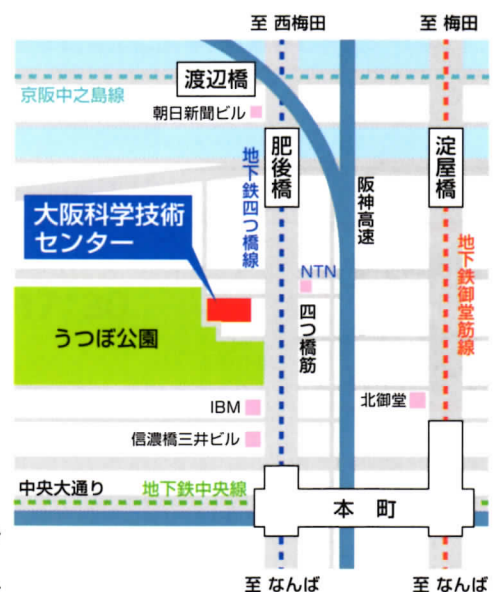 至 西梅田
至 梅田
渡辺橋
京阪中之島線
朝日新聞ビル
肥後橋
淀屋橋
地下鉄四つ橋線
阪神高速
大阪科学技術
センター
地下鉄御堂筋線
NTN
四つ橋筋
うつぼ公園
IBM
北御堂
信濃橋三井ビル
中央大通り
地下鉄中央線
本 町
至 なんば
至 なんば